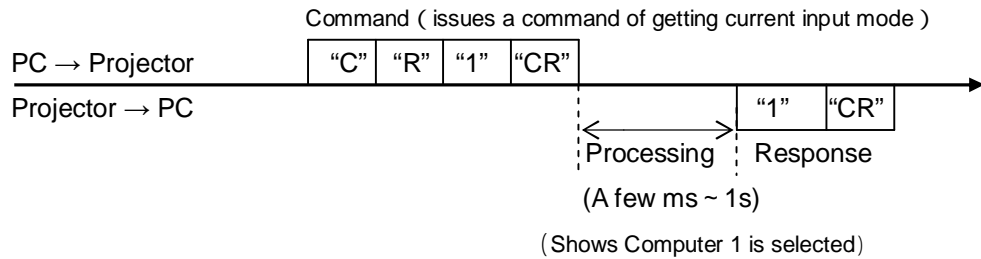 Command ( issues a command of getting current input mode )
PC → Projector “C” “R” “1” “CR”
Projector → PC “1” “CR”
Processing Response
(A few ms ~ 1s)
(Shows Computer 1 is selected)